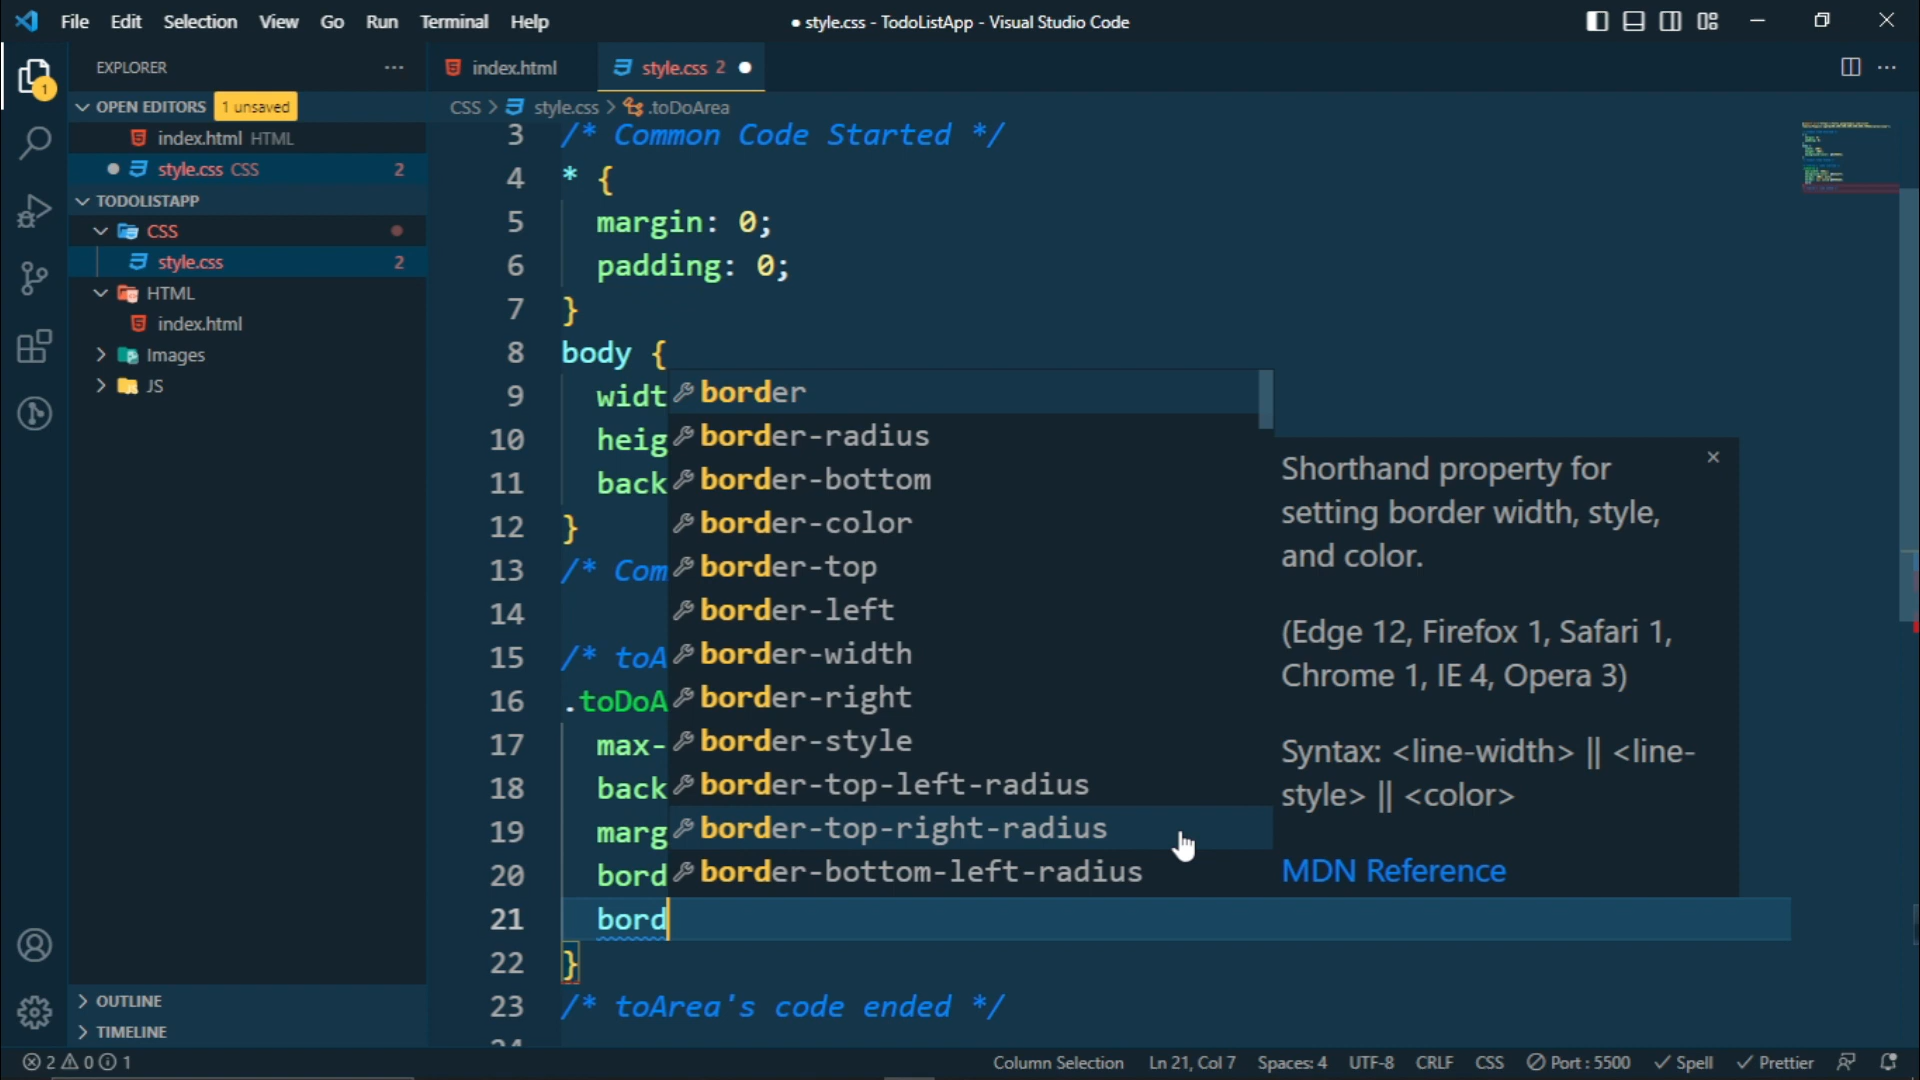 File Edit Selection View Go Run Terminal Help
● style.css - TodoListApp - Visual Studio Code
EXPLORER
OPEN EDITORS 1 unsaved
index.html HTML
style.css CSS 2
TODOLISTAPP
CSS
style.css 2
HTML
index.html
Images
JS
OUTLINE
TIMELINE
1
index.html style.css 2
CSS > style.css > .toDoArea
3 /* Common Code Started */
4 * {
5 margin: 0;
6 padding: 0;
7 }
8 body {
9 widt
10 heig
11 back
12 }
13 /* Com
14
15 /* toA
16 .toDoA
17 max-
18 back
19 marg
20 bord
21 bord
22 }
23 /* toArea's code ended */
border
border-radius
border-bottom
border-color
border-top
border-left
border-width
border-right
border-style
border-top-left-radius
border-top-right-radius
border-bottom-left-radius
Shorthand property for
setting border width, style,
and color.
(Edge 12, Firefox 1, Safari 1,
Chrome 1, IE 4, Opera 3)
Syntax: <line-width> || <line-
style> || <color>
MDN Reference
2 0 1
Column Selection Ln 21, Col 7 Spaces: 4 UTF-8 CRLF CSS Port : 5500 Spell Prettier